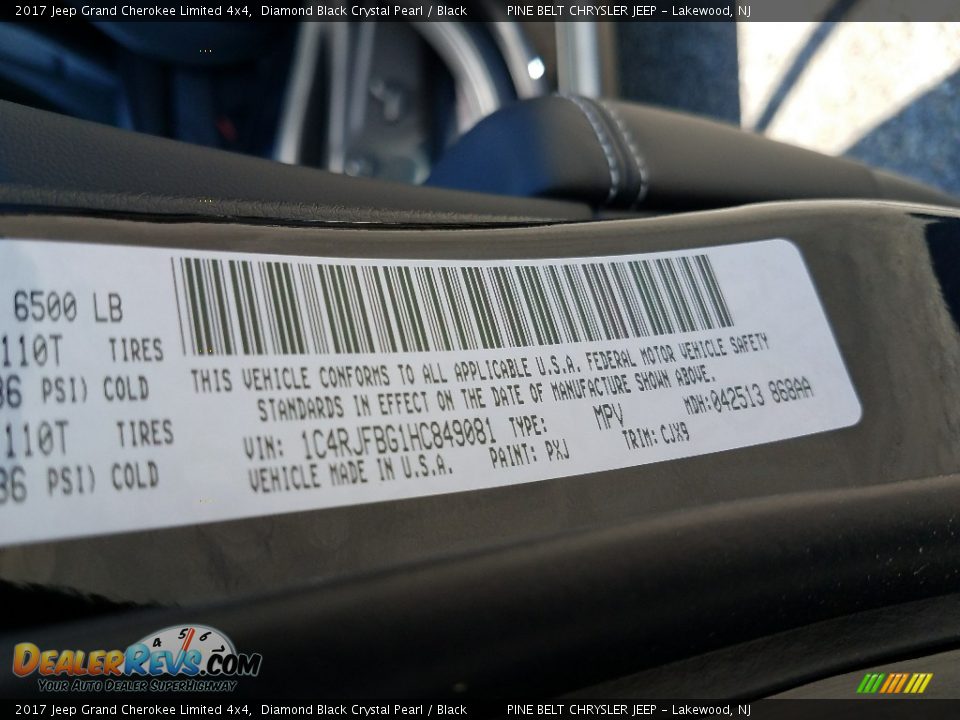 2017 Jeep Grand Cherokee Limited 4x4, Diamond Black Crystal Pearl / Black PINE BELT CHRYSLER JEEP - Lakewood, NJ
6500 LB
110T TIRES
PSI) COLD
110T TIRES
PSI) COLD
THIS VEHICLE CONFORMS TO ALL APPLICABLE U.S.A. FEDERAL MOTOR VEHICLE SAFETY
STANDARDS IN EFFECT ON THE DATE OF MANUFACTURE SHOWN ABOVE.
VIN: 1C4RJFBG1HC849081 TYPE: MPV MDH:042513 868AA
VEHICLE MADE IN U.S.A. PAINT: PXJ TRIM:CJX9
4 5 6
DEALERREVS.COM
YOUR AUTO DEALER SUPERHIGHWAY
2017 Jeep Grand Cherokee Limited 4x4, Diamond Black Crystal Pearl / Black PINE BELT CHRYSLER JEEP - Lakewood, NJ